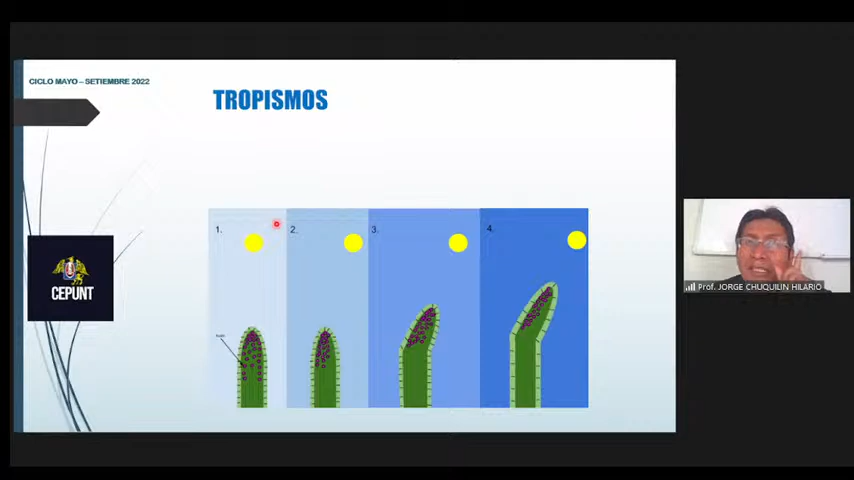 CICLO MAYO – SETIEMBRE 2022
TROPISMOS
1.
2.
3.
4.
CEPUNT
Prof. JORGE CHUQUILIN HILARIO